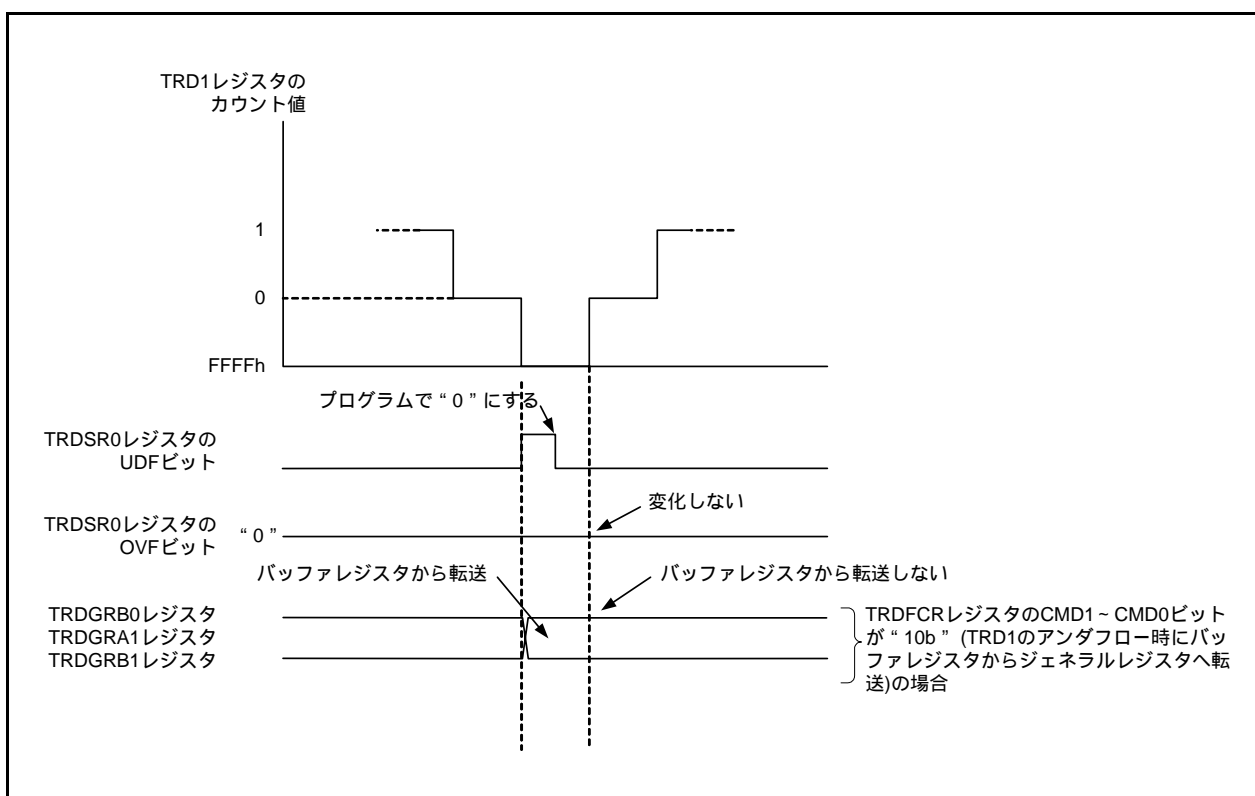 TRD1レジスタの
カウント値
1
0
FFFFh
プログラムで“0”にする
TRDSR0レジスタの
UDFビット
変化しない
TRDSR0レジスタの
OVFビット
“0”
バッファレジスタから転送
バッファレジスタから転送しない
TRDGRB0レジスタ
TRDGRA1レジスタ
TRDGRB1レジスタ
TRDFCRレジスタのCMD1~CMD0ビット
が“10b”(TRD1のアンダフロー時にバッ
ファレジスタからジェネラルレジスタへ転
送)の場合